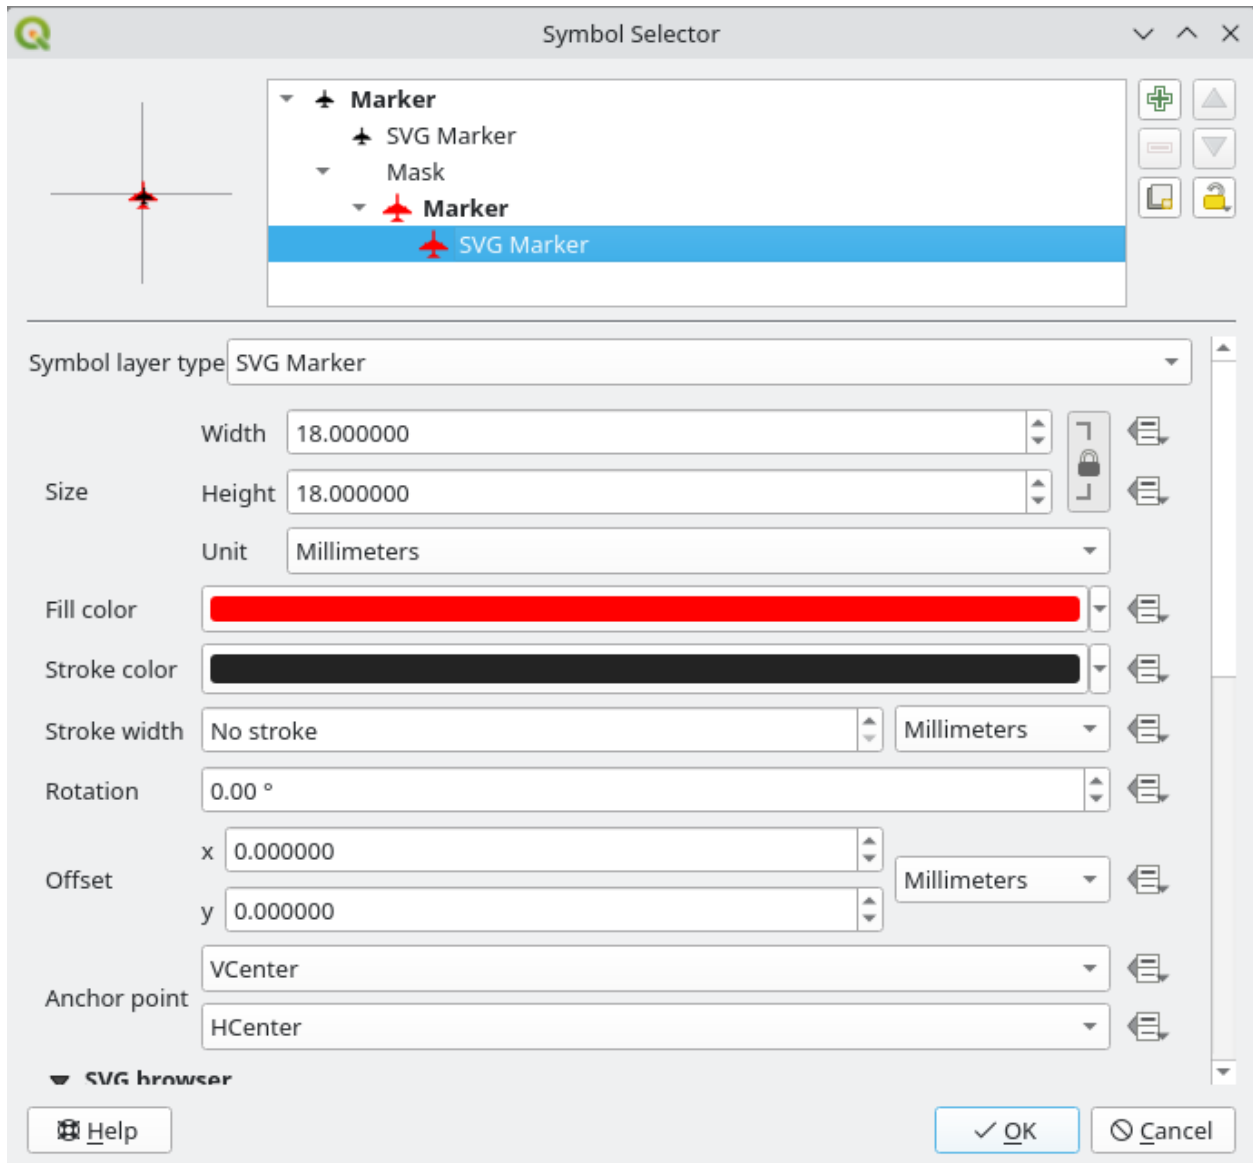 Symbol Selector
Marker
SVG Marker
Mask
Marker
SVG Marker
Symbol layer type SVG Marker
Width 18.000000
Size
Height 18.000000
Unit Millimeters
Fill color
Stroke color
Stroke width No stroke Millimeters
Rotation 0.00 °
x 0.000000
Offset Millimeters
y 0.000000
VCenter
Anchor point
HCenter
SVG browser
Help OK Cancel